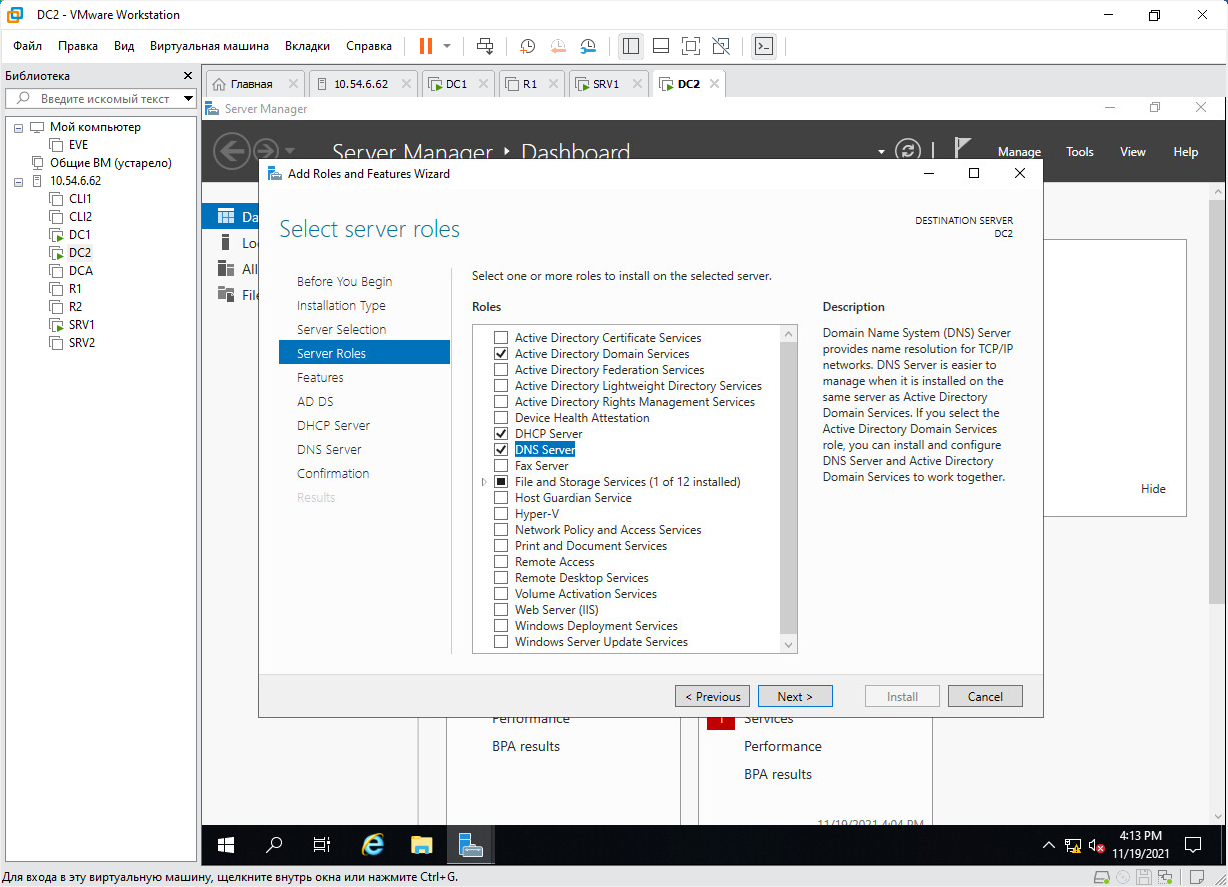 DC2 - VMware Workstation
Файл Правка Вид Виртуальная машина Вкладки Справка
Библиотека
Введите искомый текст
Мой компьютер
EVE
Общие ВМ (устарело)
10.54.6.62
CLI1
CLI2
DC1
DC2
DCA
R1
R2
SRV1
SRV2
Главная 10.54.6.62 DC1 R1 SRV1 DC2
Server Manager
Server Manager Dashboard
Manage Tools View Help
Da
Loc
All
File
Hide
Add Roles and Features Wizard
Select server roles
DESTINATION SERVER
DC2
Before You Begin
Installation Type
Server Selection
Server Roles
Features
AD DS
DHCP Server
DNS Server
Confirmation
Results
Select one or more roles to install on the selected server.
Roles
Active Directory Certificate Services
Active Directory Domain Services
Active Directory Federation Services
Active Directory Lightweight Directory Services
Active Directory Rights Management Services
Device Health Attestation
DHCP Server
DNS Server
Fax Server
File and Storage Services (1 of 12 installed)
Host Guardian Service
Hyper-V
Network Policy and Access Services
Print and Document Services
Remote Access
Remote Desktop Services
Volume Activation Services
Web Server (IIS)
Windows Deployment Services
Windows Server Update Services
Description
Domain Name System (DNS) Server
provides name resolution for TCP/IP
networks. DNS Server is easier to
manage when it is installed on the
same server as Active Directory
Domain Services. If you select the
Active Directory Domain Services
role, you can install and configure
DNS Server and Active Directory
Domain Services to work together.
< Previous Next > Install Cancel
Performance
BPA results
1 Services
Performance
BPA results
11/19/2021 4:04 PM
4:13 PM
11/19/2021
Для входа в эту виртуальную машину, щелкните внутрь окна или нажмите Ctrl+G.